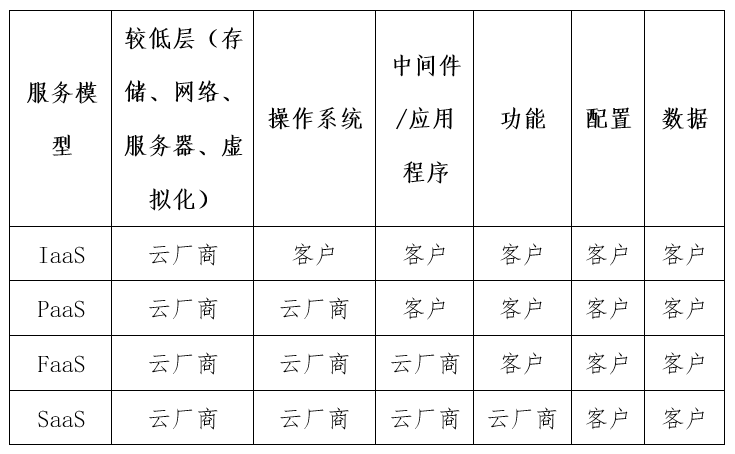 服务模型 较低层（存储、网络、服务器、虚拟化） 操作系统 中间件/应用程序 功能 配置 数据
IaaS 云厂商 客户 客户 客户 客户 客户
PaaS 云厂商 云厂商 客户 客户 客户 客户
FaaS 云厂商 云厂商 云厂商 客户 客户 客户
SaaS 云厂商 云厂商 云厂商 云厂商 客户 客户